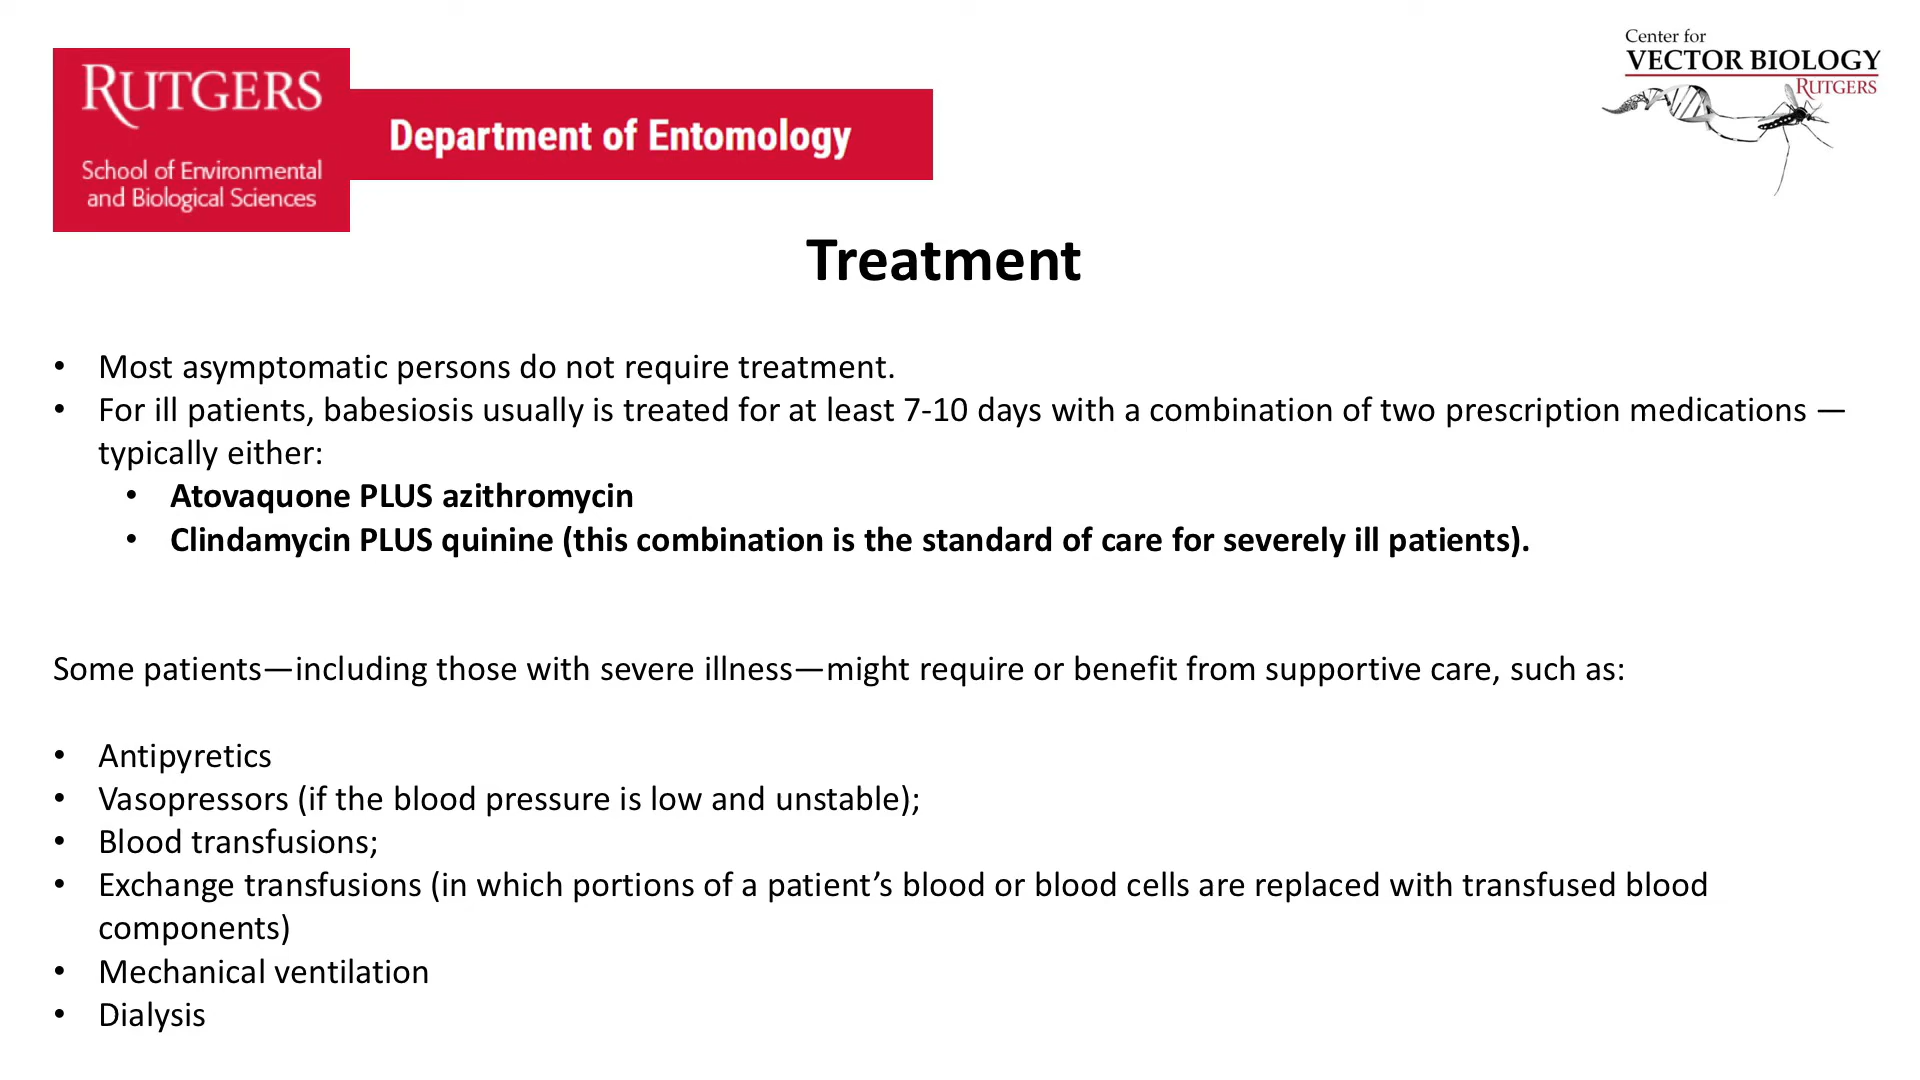 RUTGERS
School of Environmental
and Biological Sciences
Department of Entomology
Center for
VECTOR BIOLOGY
RUTGERS
Treatment
• Most asymptomatic persons do not require treatment.
• For ill patients, babesiosis usually is treated for at least 7-10 days with a combination of two prescription medications —
typically either:
• Atovaquone PLUS azithromycin
• Clindamycin PLUS quinine (this combination is the standard of care for severely ill patients).
Some patients—including those with severe illness—might require or benefit from supportive care, such as:
• Antipyretics
• Vasopressors (if the blood pressure is low and unstable);
• Blood transfusions;
• Exchange transfusions (in which portions of a patient’s blood or blood cells are replaced with transfused blood
components)
• Mechanical ventilation
• Dialysis